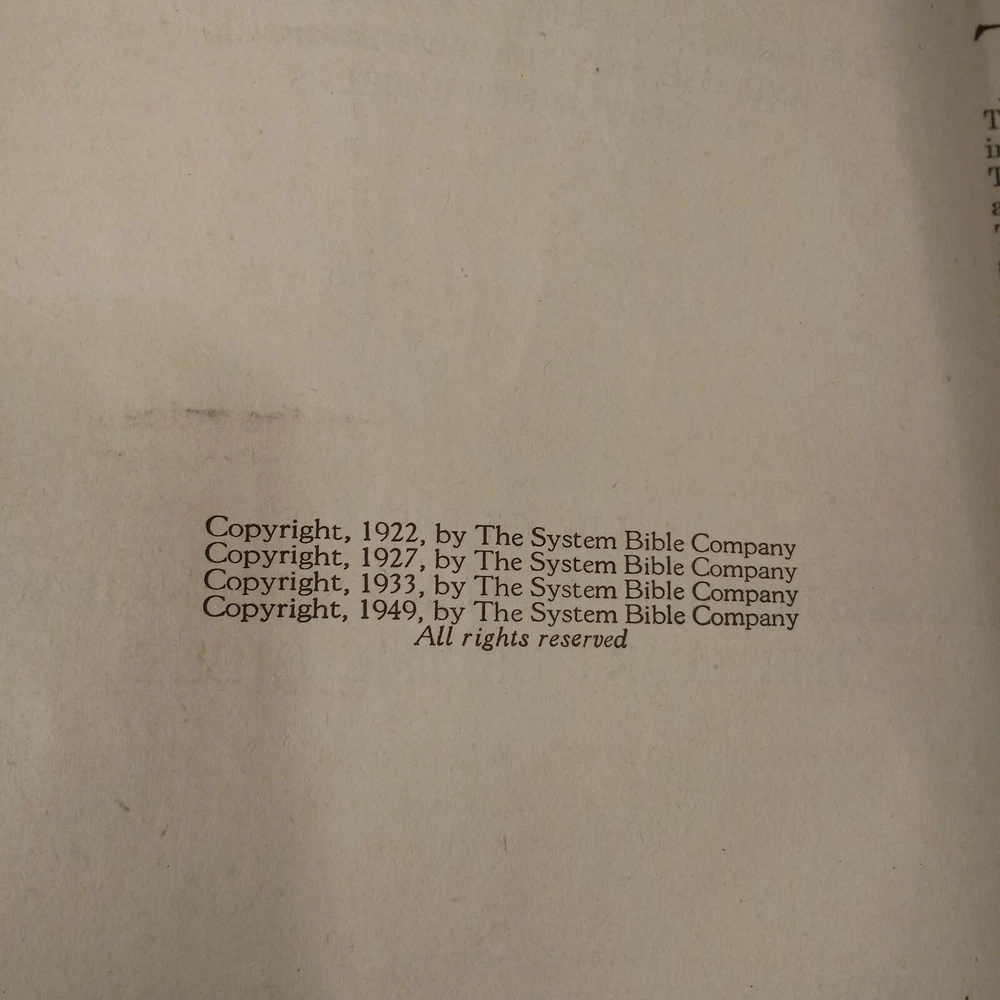 Copyright, 1922, by The System Bible Company
Copyright, 1927, by The System Bible Company
Copyright, 1933, by The System Bible Company
Copyright, 1949, by The System Bible Company
All rights reserved